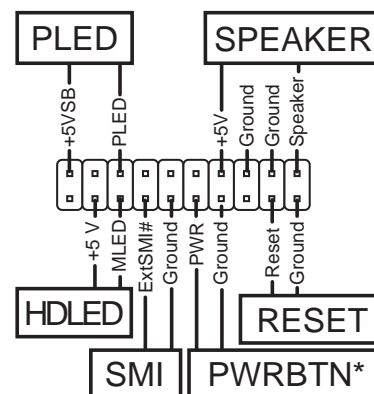 PLED
SPEAKER
+5VSB
PLED
+5V
Ground
Ground
Speaker
+5 V
MLED
ExtSMI#
Ground
PWR
Ground
Reset
Ground
HDLED
RESET
SMI
PWRBTN*